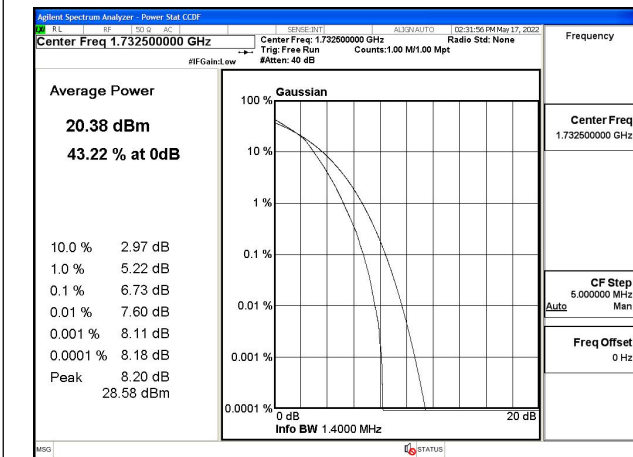 Agilent Spectrum Analyzer - Power Stat CCDF
RL RF 50 Ω AC SENSE:INT ALIGNAUTO 02:31:56 PM May 17, 2022
Center Freq 1.732500000 GHz
Center Freq: 1.732500000 GHz Radio Std: None
Trig: Free Run Counts:1.00 M/1.00 Mpt
#IFGain:Low #Atten: 40 dB
Frequency
Average Power
20.38 dBm
43.22 % at 0dB
10.0 % 2.97 dB
1.0 % 5.22 dB
0.1 % 6.73 dB
0.01 % 7.60 dB
0.001 % 8.11 dB
0.0001 % 8.18 dB
Peak 8.20 dB
28.58 dBm
Gaussian
100 %
10 %
1 %
0.1 %
0.01 %
0.001 %
0.0001 %
0 dB 20 dB
Info BW 1.4000 MHz
Center Freq
1.732500000 GHz
CF Step
5.000000 MHz
Auto Man
Freq Offset
0 Hz
MSG STATUS